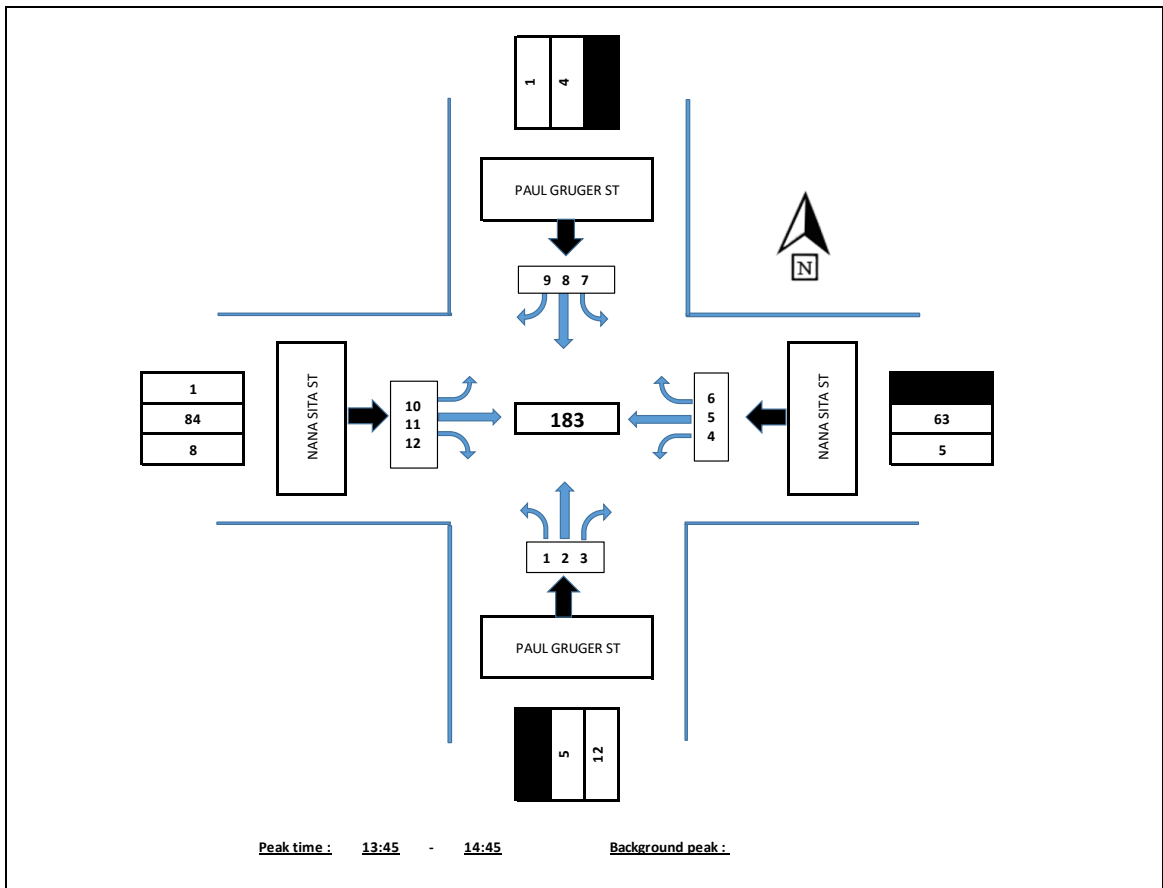 1 4
PAUL GRUGER ST
N
9 8 7
1
84
8
NANA SITA ST
10
11
12
183
6
5
4
NANA SITA ST
63
5
1 2 3
PAUL GRUGER ST
5 12
Peak time : 13:45 - 14:45 Background peak :